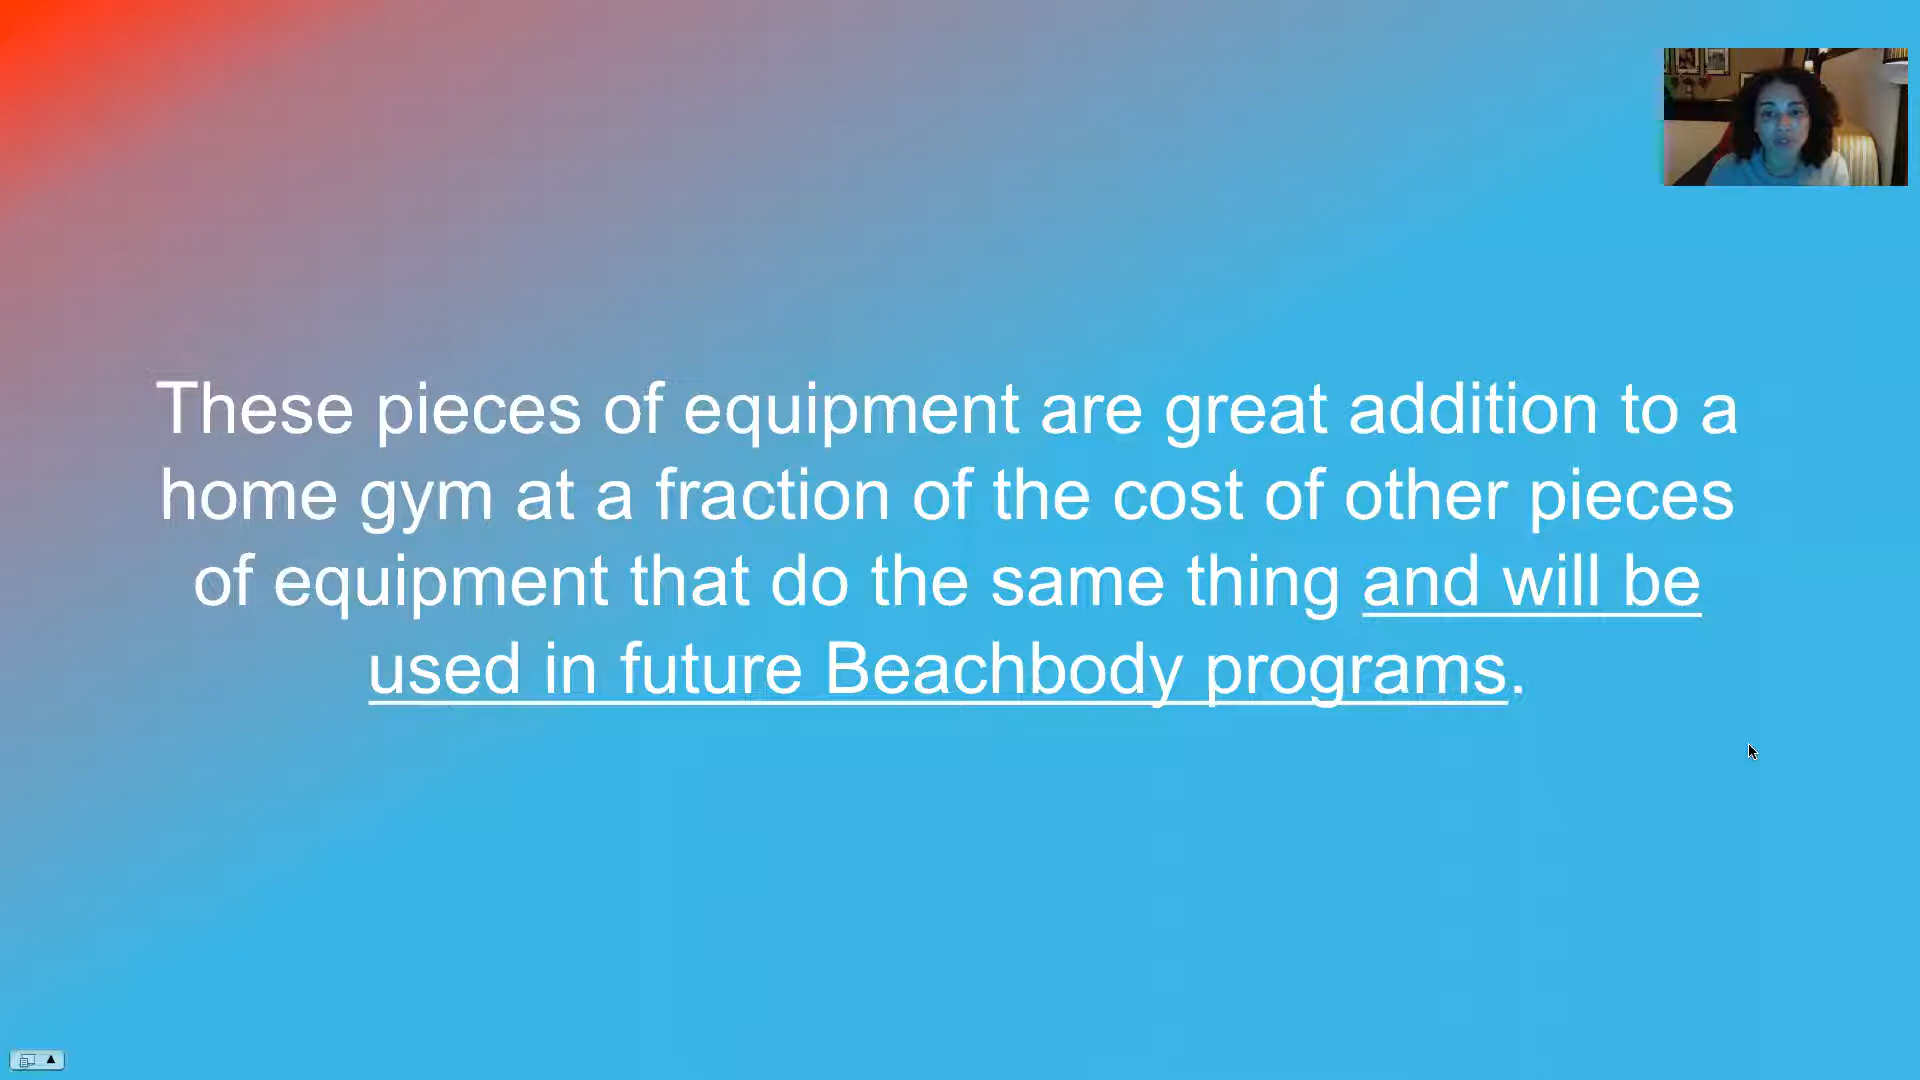 These pieces of equipment are great addition to a
home gym at a fraction of the cost of other pieces
of equipment that do the same thing and will be
used in future Beachbody programs.